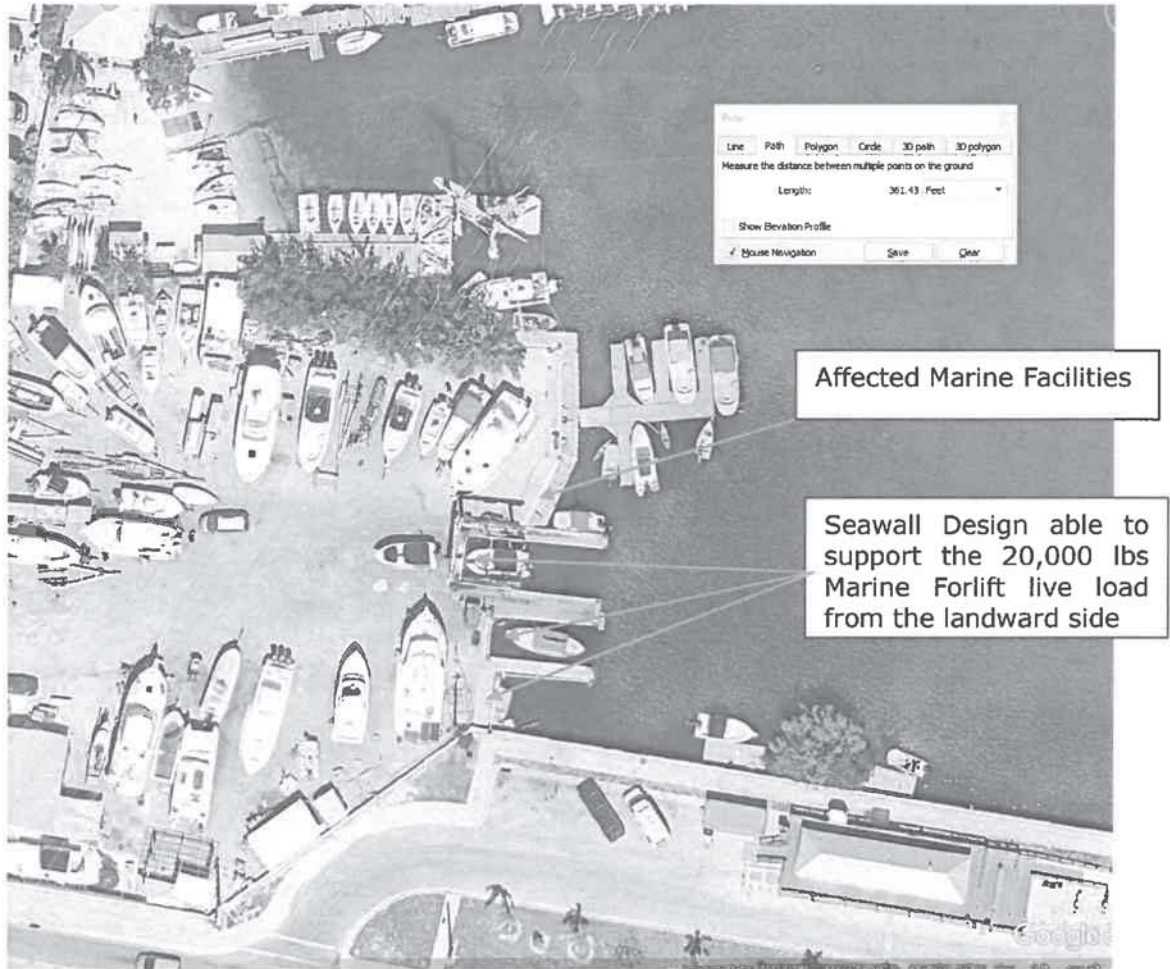 Ruler
Line Path Polygon Circle 3D path 3D polygon
Measure the distance between multiple points on the ground
Length: 361.43 Feet
Show Elevation Profile
Mouse Navigation Save Clear
Affected Marine Facilities
Seawall Design able to
support the 20,000 lbs
Marine Forlift live load
from the landward side
Google